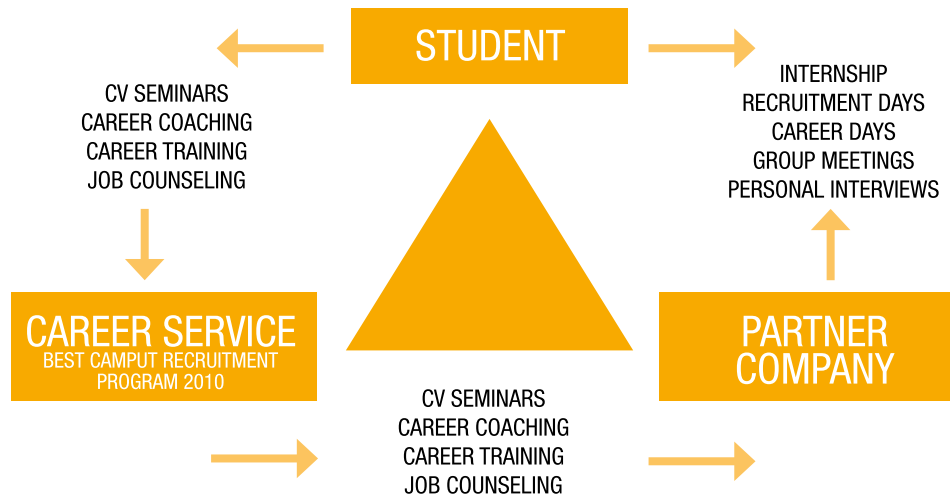 STUDENT
CV SEMINARS
CAREER COACHING
CAREER TRAINING
JOB COUNSELING
INTERNSHIP
RECRUITMENT DAYS
CAREER DAYS
GROUP MEETINGS
PERSONAL INTERVIEWS
CAREER SERVICE
BEST CAMPUT RECRUITMENT
PROGRAM 2010
PARTNER
COMPANY
CV SEMINARS
CAREER COACHING
CAREER TRAINING
JOB COUNSELING